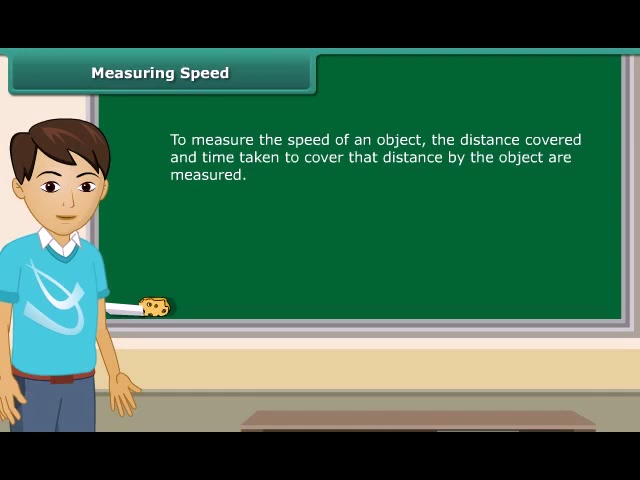 Measuring Speed
To measure the speed of an object, the distance covered
and time taken to cover that distance by the object are
measured.